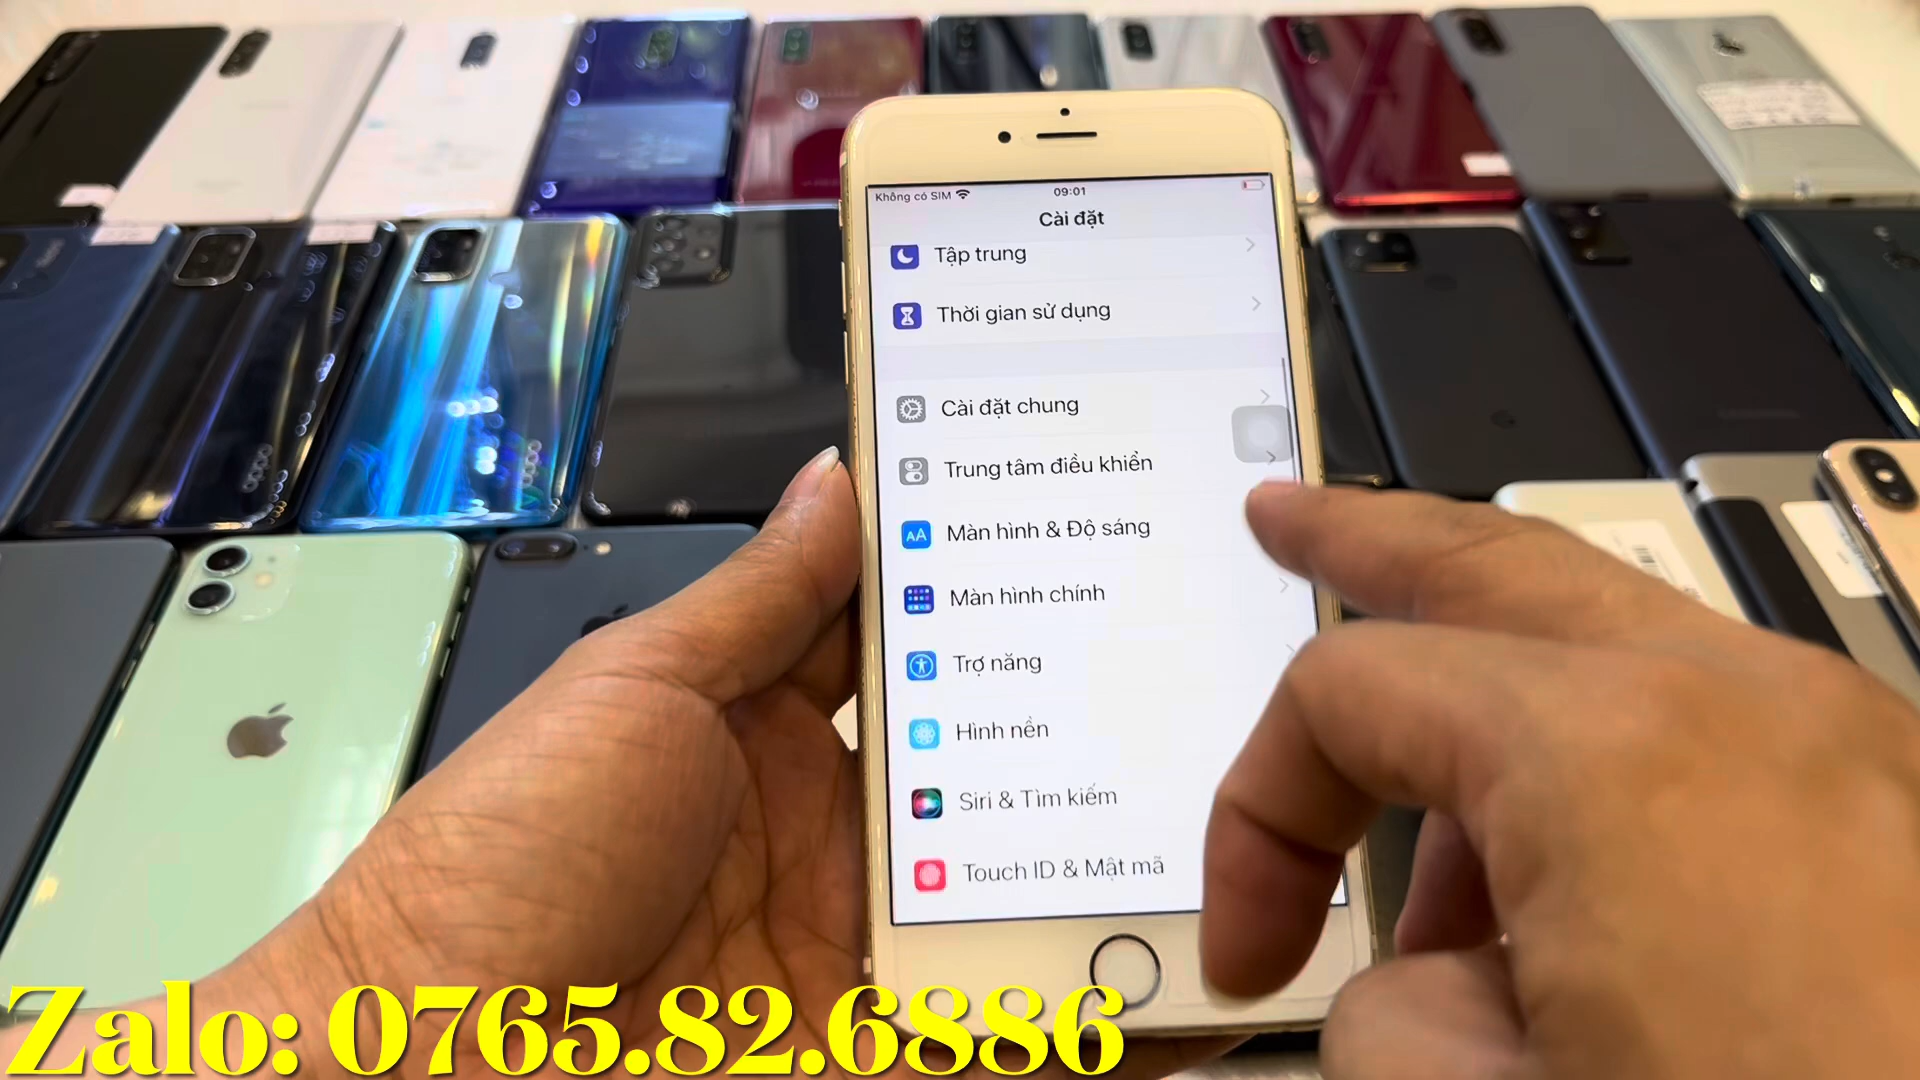 Không có SIM
09:01
Cài đặt
Tập trung
Thời gian sử dụng
Cài đặt chung
Trung tâm điều khiển
Màn hình & Độ sáng
Màn hình chính
Trợ năng
Hình nền
Siri & Tìm kiếm
Touch ID & Mật mã
oppo
oppo
Zalo: 0765.82.6886